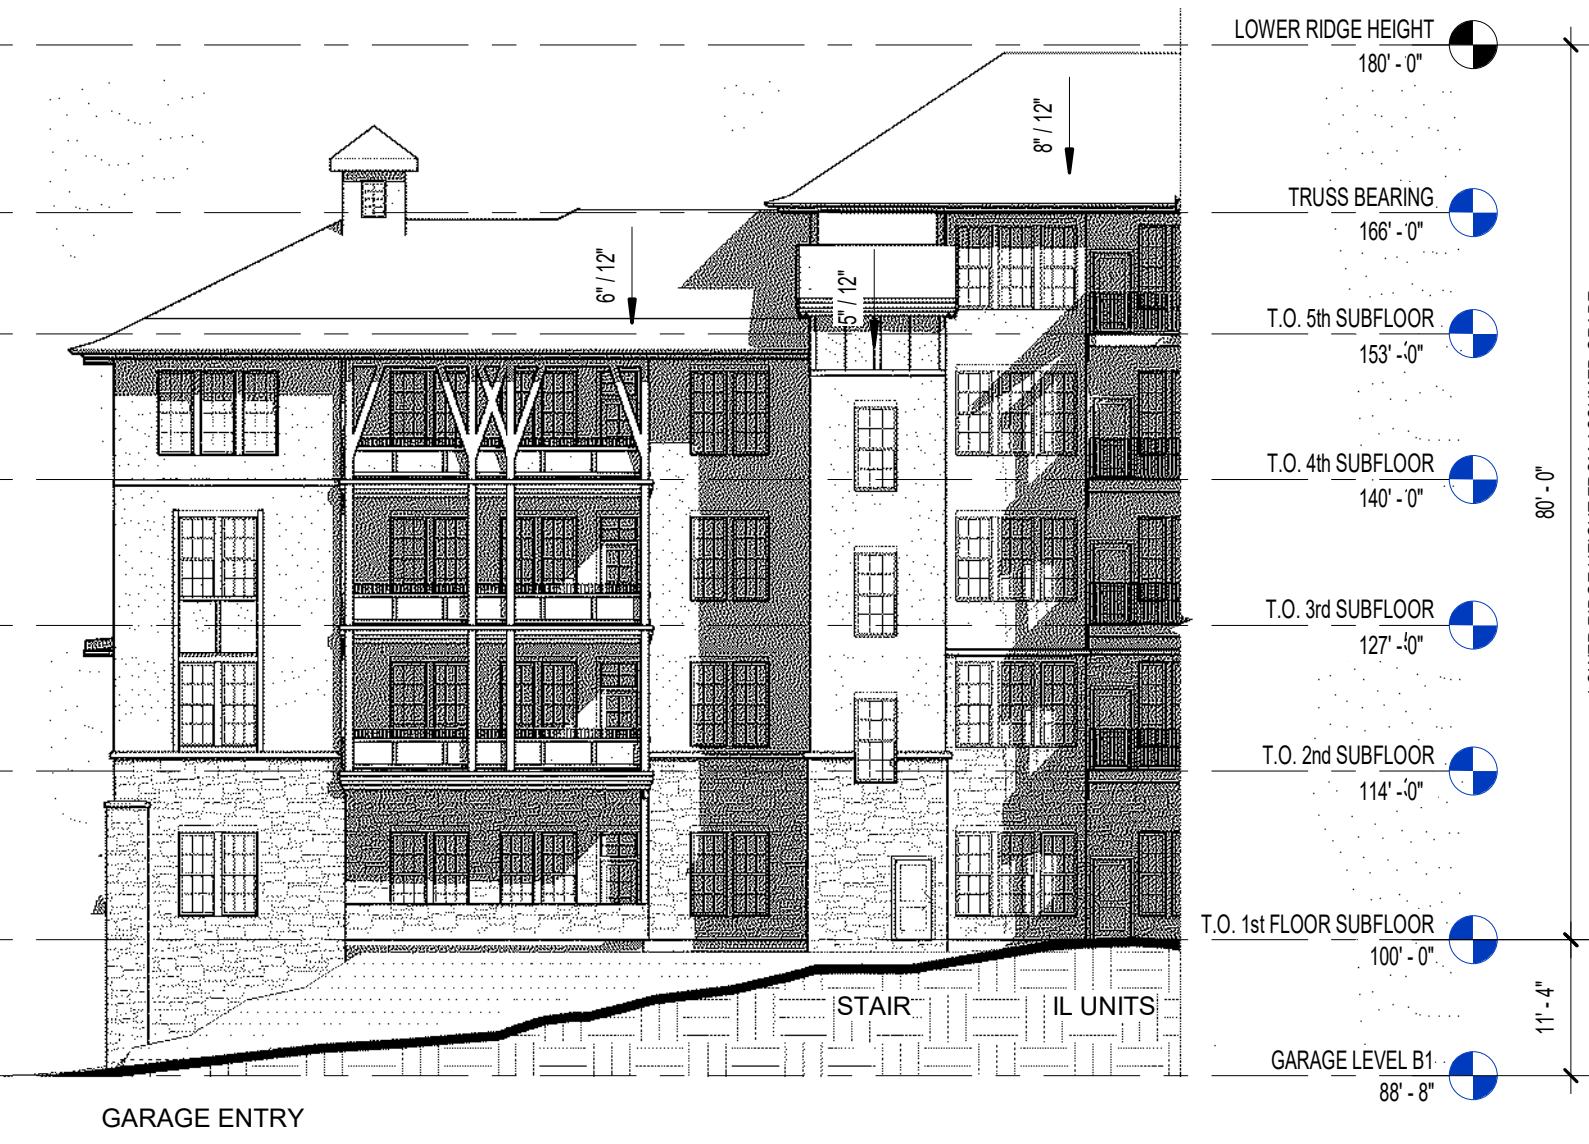 LOWER RIDGE HEIGHT
180' - 0"
8" / 12"
TRUSS BEARING
166' - 0"
6" / 12"
5" / 12"
T.O. 5th SUBFLOOR
153' - 0"
T.O. 4th SUBFLOOR
140' - 0"
80' - 0"
T.O. 3rd SUBFLOOR
127' - 0"
T.O. 2nd SUBFLOOR
114' - 0"
T.O. 1st FLOOR SUBFLOOR
100' - 0"
STAIR
IL UNITS
11' - 4"
GARAGE LEVEL B1
88' - 8"
GARAGE ENTRY